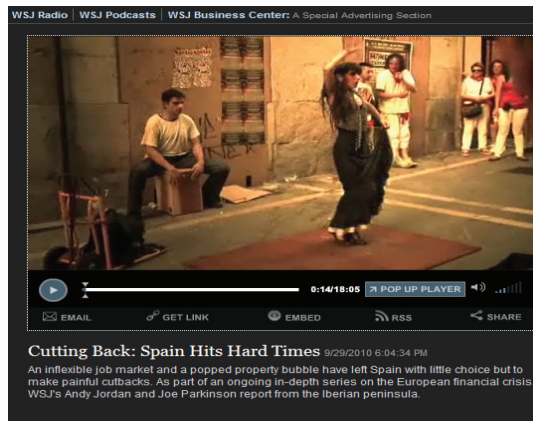 WSJ Radio | WSJ Podcasts | WSJ Business Center: A Special Advertising Section
0:14/18:05 POP UP PLAYER
EMAIL GET LINK EMBED RSS SHARE
Cutting Back: Spain Hits Hard Times 9/29/2010 6:04:34 PM
An inflexible job market and a popped property bubble have left Spain with little choice but to
make painful cutbacks. As part of an ongoing in-depth series on the European financial crisis
WSJ's Andy Jordan and Joe Parkinson report from the Iberian peninsula.